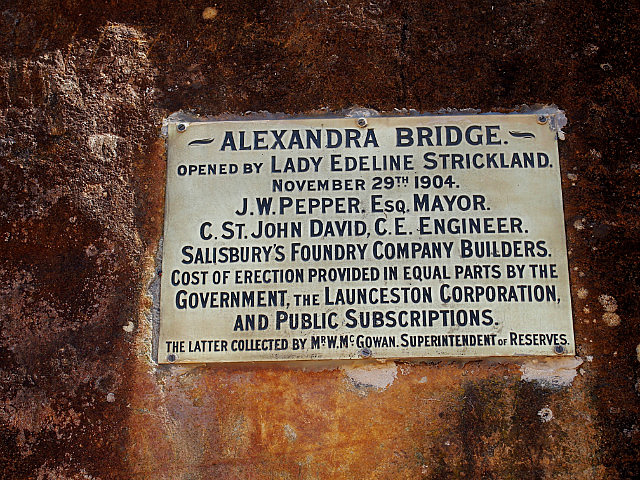 ALEXANDRA BRIDGE.
OPENED BY LADY EDELINE STRICKLAND.
NOVEMBER 29TH 1904.
J.W. PEPPER. ESQ. MAYOR.
C. ST. JOHN DAVID, C.E. ENGINEER.
SALISBURY'S FOUNDRY COMPANY BUILDERS.
COST OF ERECTION PROVIDED IN EQUAL PARTS BY THE
GOVERNMENT, THE LAUNCESTON CORPORATION,
AND PUBLIC SUBSCRIPTIONS.
THE LATTER COLLECTED BY MR W. MC GOWAN. SUPERINTENDENT OF RESERVES.